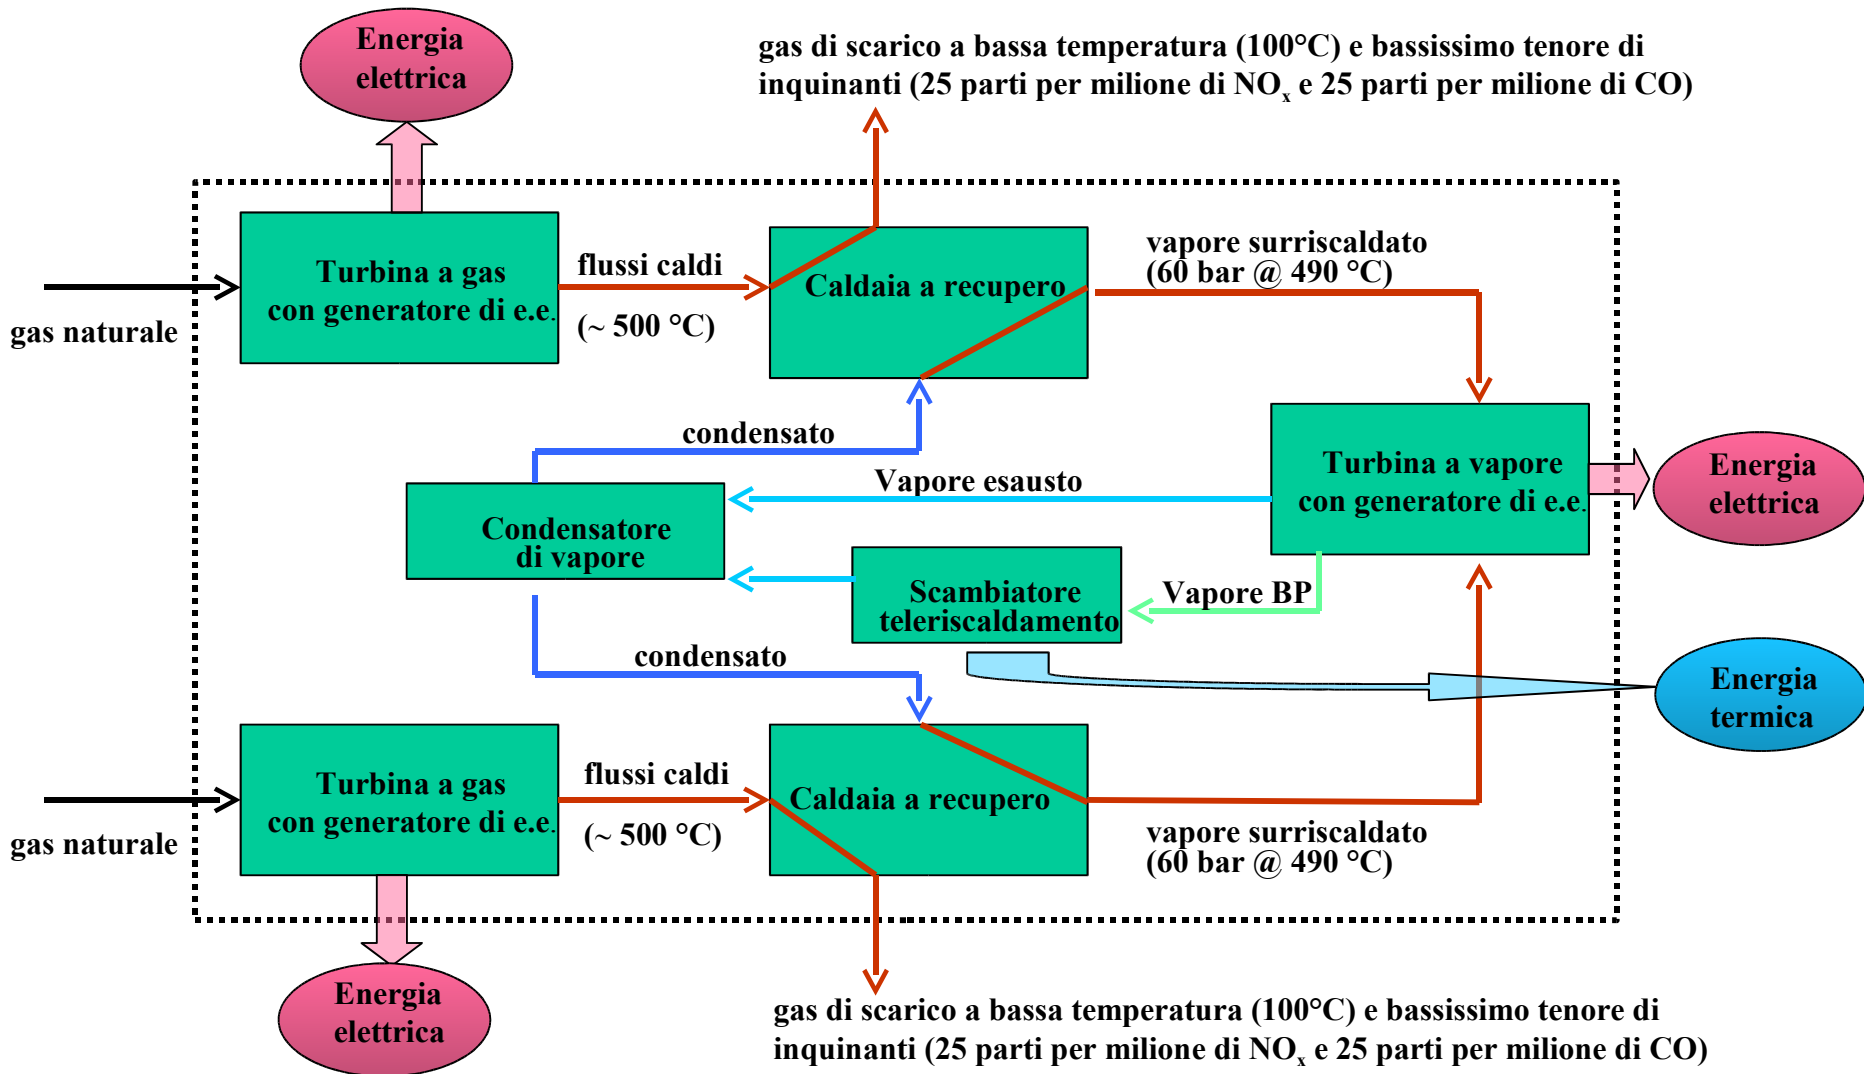 Energia
elettrica
gas di scarico a bassa temperatura (100°C) e bassissimo tenore di
inquinanti (25 parti per milione di NOx e 25 parti per milione di CO)
Turbina a gas
con generatore di e.e.
flussi caldi
(~ 500 °C)
Caldaia a recupero
vapore surriscaldato
(60 bar @ 490 °C)
gas naturale
condensato
Vapore esausto
Turbina a vapore
con generatore di e.e.
Energia
elettrica
Condensatore
di vapore
Scambiatore
teleriscaldamento
Vapore BP
condensato
Energia
termica
Turbina a gas
con generatore di e.e.
flussi caldi
(~ 500 °C)
Caldaia a recupero
vapore surriscaldato
(60 bar @ 490 °C)
gas naturale
Energia
elettrica
gas di scarico a bassa temperatura (100°C) e bassissimo tenore di
inquinanti (25 parti per milione di NOx e 25 parti per milione di CO)